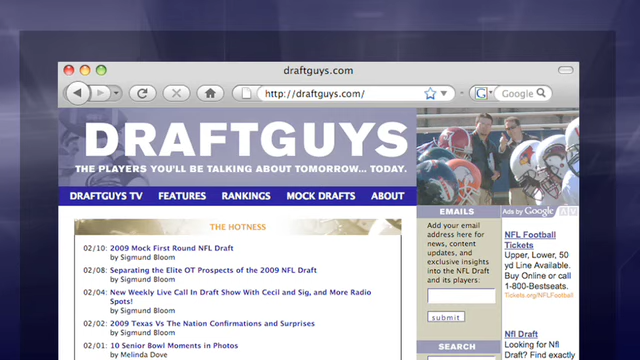 draftguys.com
http://draftguys.com/
G
Google
DRAFTGUYS
THE PLAYERS YOU'LL BE TALKING ABOUT TOMORROW... TODAY.
DRAFTGUYS TV FEATURES RANKINGS MOCK DRAFTS ABOUT
THE HOTNESS
02/10: 2009 Mock First Round NFL Draft
by Sigmund Bloom
02/08: Separating the Elite OT Prospects of the 2009 NFL Draft
by Sigmund Bloom
02/04: New Weekly Live Call In Draft Show With Cecil and Sig, and More Radio
Spots!
by Sigmund Bloom
02/02: 2009 Texas Vs The Nation Confirmations and Surprises
by Sigmund Bloom
02/01: 10 Senior Bowl Moments in Photos
by Melinda Dove
EMAILS
Add your email
address here for
news, content
updates, and
exclusive insights
into the NFL Draft
and its players:
submit
SEARCH
Ads by Google
NFL Football
Tickets
Upper, Lower, 50
yd Line Available.
Buy Online or call
1-800-Bestseats.
Tickets.org/NFLFootball
Nfl Draft
Looking for Nfl
Draft? Find exactly